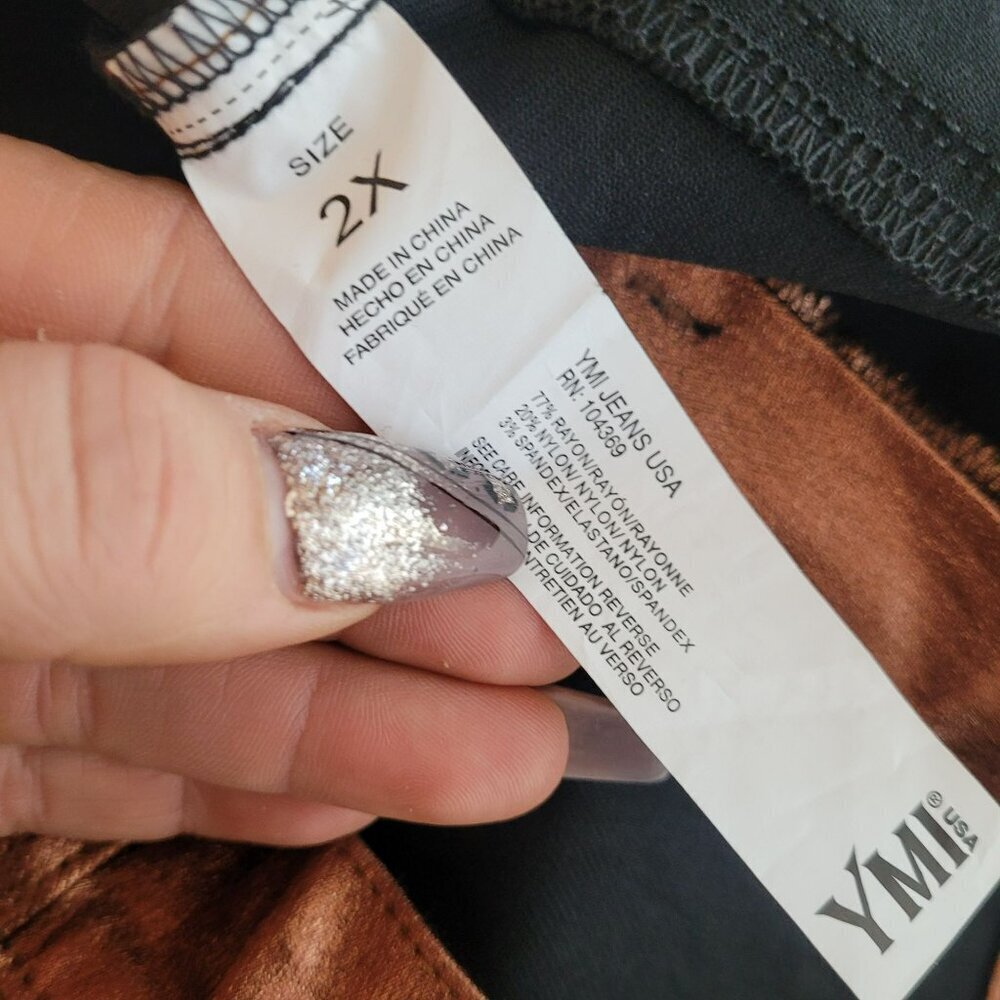 SIZE
2X
MADE IN CHINA
HECHO EN CHINA
FABRIQUÉ EN CHINA
YMI JEANS USA
RN: 104369
77% RAYON/RAYÓN/RAYONNE
20% NYLON/ NYLON/ NYLON
3% SPANDEX/ELASTANO/SPANDEX
SEE CARE INFORMATION REVERSE
DE CUIDADO AL REVERSO
AU VERSO
YMI® USA